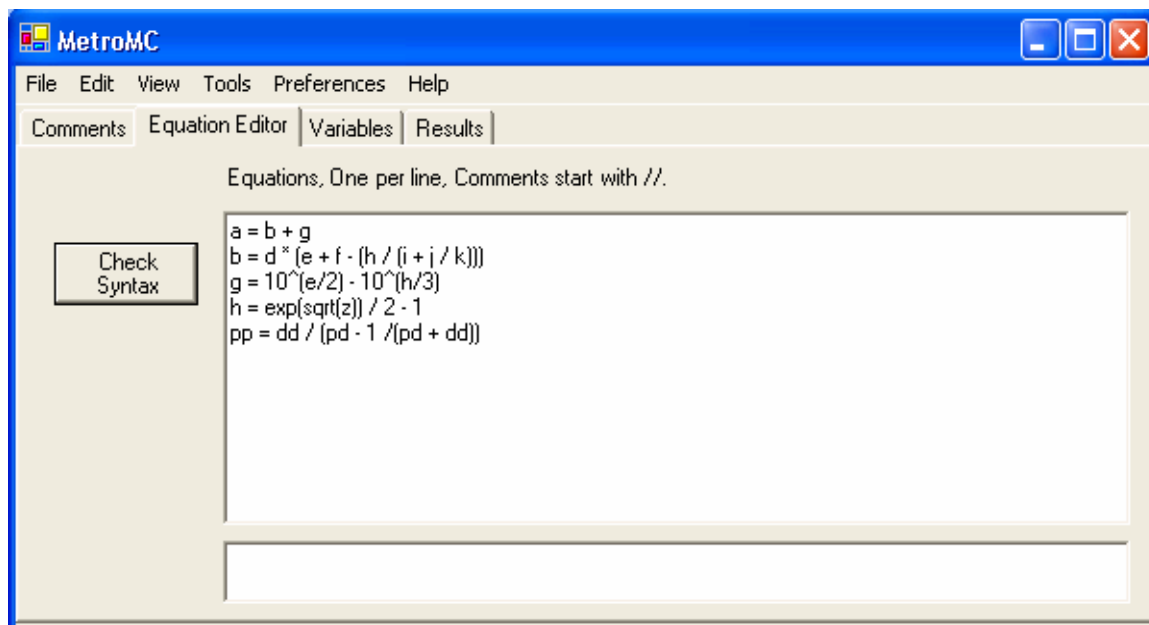 MetroMC
File Edit View Tools Preferences Help
Comments Equation Editor Variables Results
Equations, One per line, Comments start with //.
Check
Syntax
a = b + g
b = d * (e + f - (h / (i + j / k)))
g = 10^(e/2) - 10^(h/3)
h = exp(sqrt(z)) / 2 - 1
pp = dd / (pd - 1 /(pd + dd))